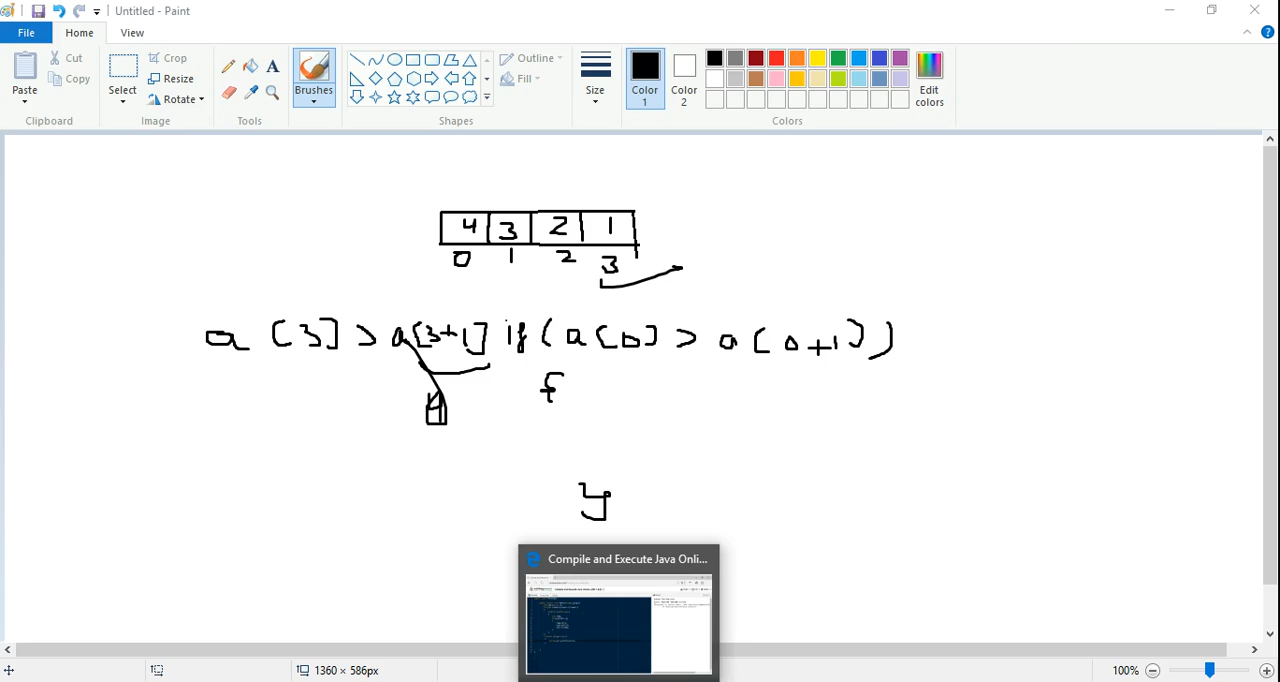 Untitled - Paint
File Home View
Cut
Copy
Paste
Clipboard
Crop
Resize
Rotate
Select
Image
A
Tools
Brushes
Outline
Fill
Shapes
Size
Color 1
Color 2
Edit colors
Colors
4 3 2 1
0 1 2 3
a [3] > a[3+1] if ( a[0] > a [0+1] )
f
Compile and Execute Java Onli...
1360 × 586px
100%